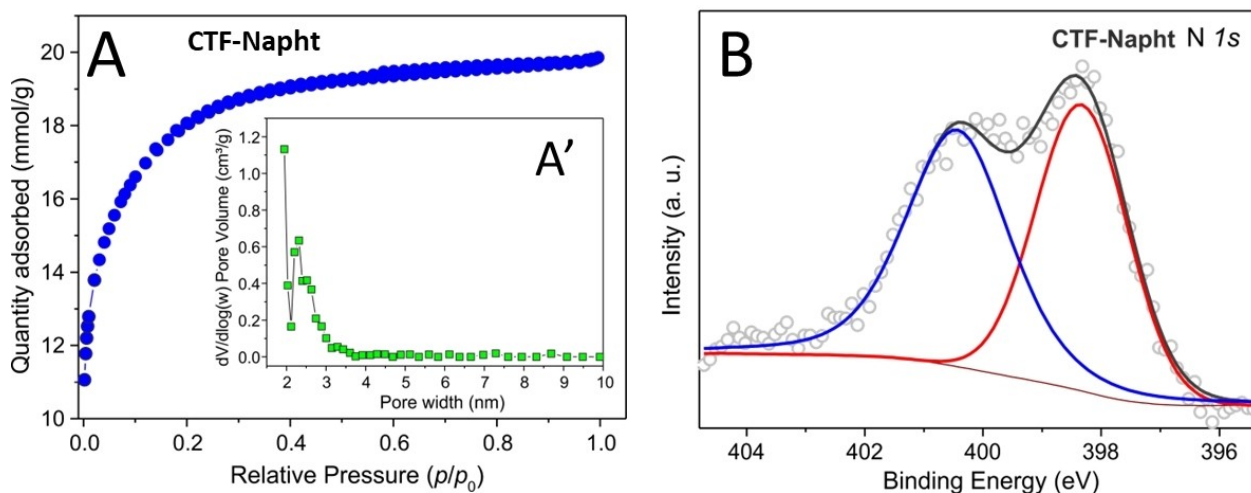 A
CTF-Napht
Quantity adsorbed (mmol/g)
20
18
16
14
12
10
0.0 0.2 0.4 0.6 0.8 1.0
Relative Pressure (p/p0)
A'
dV/dlog(w) Pore Volume (cm³/g)
1.2
1.0
0.8
0.6
0.4
0.2
0.0
2 3 4 5 6 7 8 9 10
Pore width (nm)
B
CTF-Napht N 1s
Intensity (a. u.)
404 402 400 398 396
Binding Energy (eV)